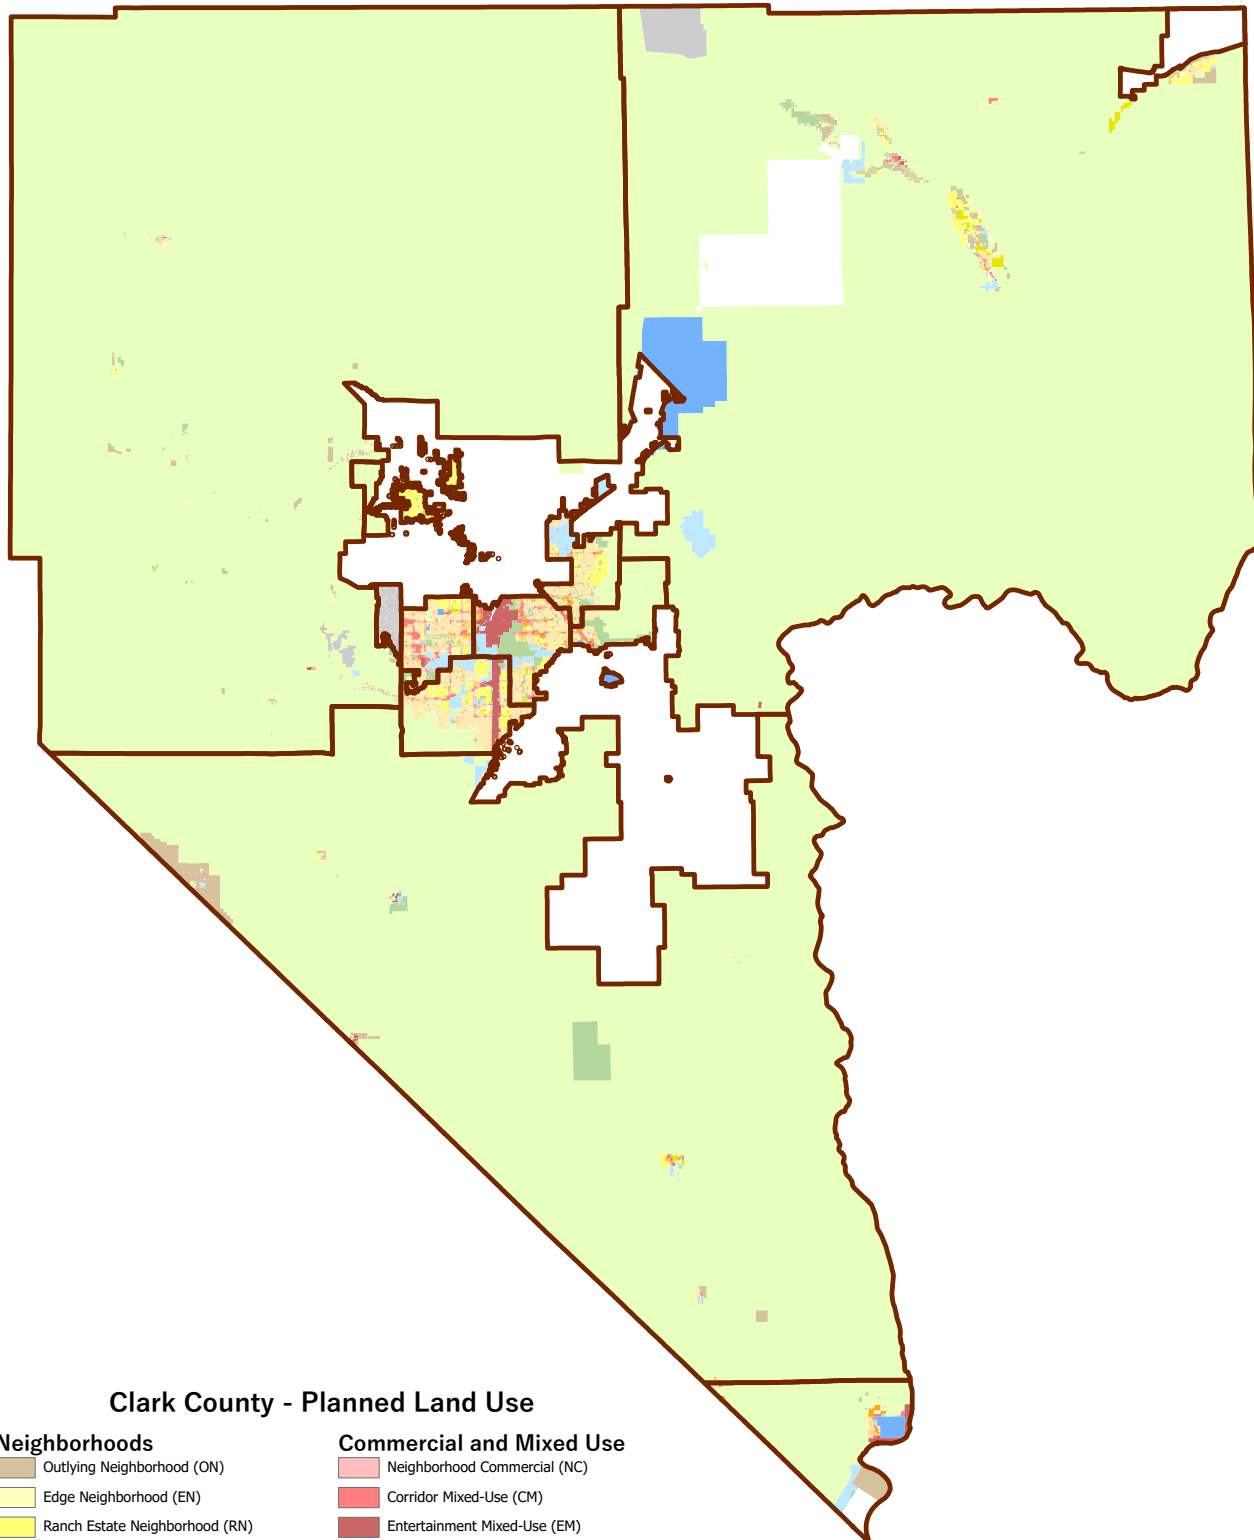 Clark County - Planned Land Use
Neighborhoods
Outlying Neighborhood (ON)
Edge Neighborhood (EN)
Ranch Estate Neighborhood (RN)
Commercial and Mixed Use
Neighborhood Commercial (NC)
Corridor Mixed-Use (CM)
Entertainment Mixed-Use (EM)